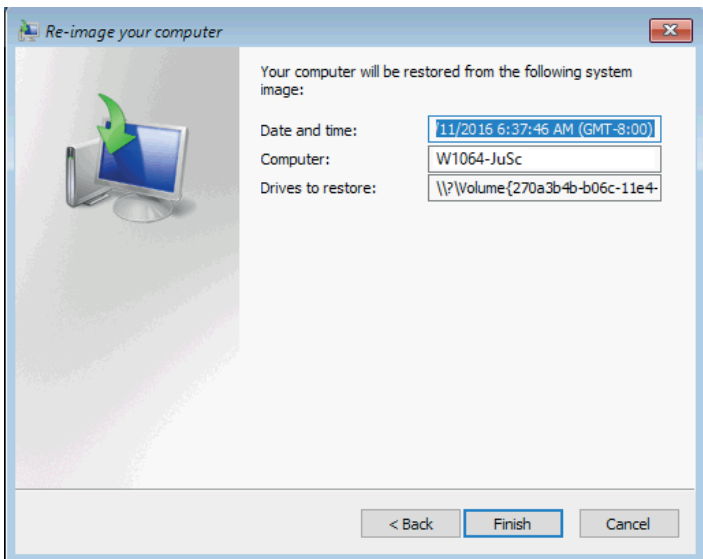 Re-image your computer
Your computer will be restored from the following system
image:
Date and time: /11/2016 6:37:46 AM (GMT-8:00)
Computer: W1064-JuSc
Drives to restore: \\?\Volume{270a3b4b-b06c-11e4-
< Back Finish Cancel